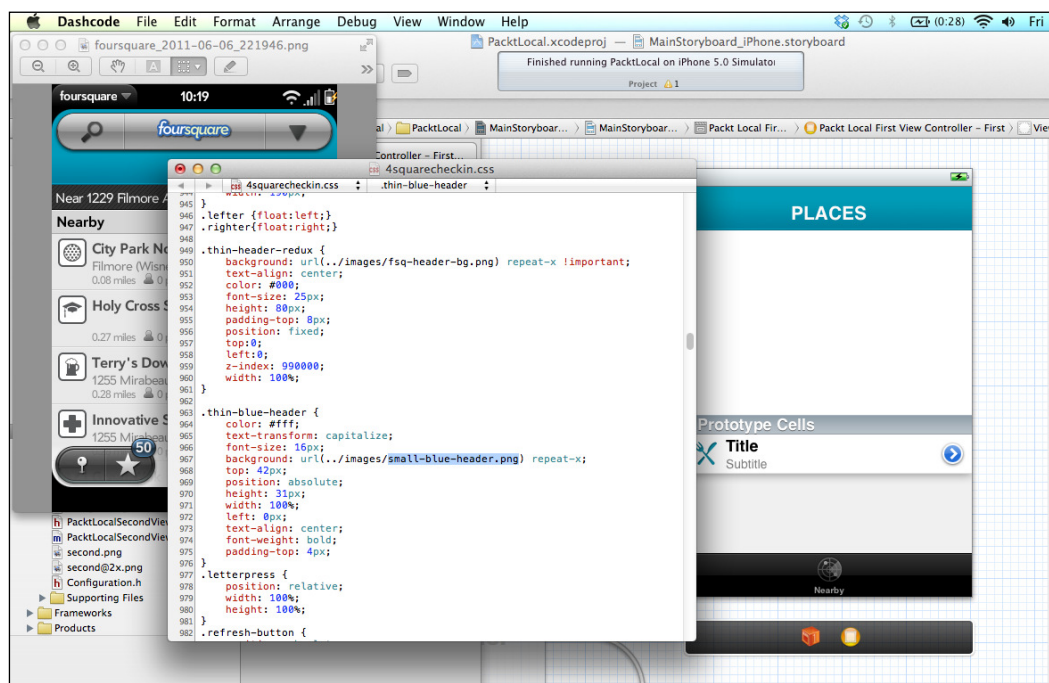 Dashcode File Edit Format Arrange Debug View Window Help (0:28) Fri
foursquare_2011-06-06_221946.png
PacktLocal.xcodeproj — MainStoryboard_iPhone.storyboard
Finished running PacktLocal on iPhone 5.0 Simulator
Project 1
foursquare 10:19
foursquare
PacktLocal MainStoryboar... MainStoryboar... Packt Local Fir... Packt Local First View Controller – First
Controller – First...
4squarecheckin.css
4squarecheckin.css .thin-blue-header
Near 1229 Filmore
Nearby
City Park
Filmore
0.08 miles
Holy Cross
0.27 miles
Terry's
1255 Mirabeau
0.28 miles
Innovative
1255
50
944 width: 190px;
945 }
946 .lefter {float:left;}
947 .righter{float:right;}
948
949 .thin-header-redux {
950 background: url(../images/fsq-header-bg.png) repeat-x !important;
951 text-align: center;
952 color: #000;
953 font-size: 25px;
954 height: 80px;
955 padding-top: 8px;
956 position: fixed;
957 top:0;
958 left:0;
959 z-index: 990000;
960 width: 100%;
961 }
962
963 .thin-blue-header {
964 color: #fff;
965 text-transform: capitalize;
966 font-size: 16px;
967 background: url(../images/small-blue-header.png) repeat-x;
968 top: 42px;
969 position: absolute;
970 height: 31px;
971 width: 100%;
972 left: 0px;
973 text-align: center;
974 font-weight: bold;
975 padding-top: 4px;
976 }
977 .letterpress {
978 position: relative;
979 width: 100%;
980 height: 100%;
981 }
982 .refresh-button {
PLACES
Prototype Cells
Title
Subtitle
Nearby
h PacktLocalSecondVie
m PacktLocalSecondVie
second.png
second@2x.png
h Configuration.h
Supporting Files
Frameworks
Products